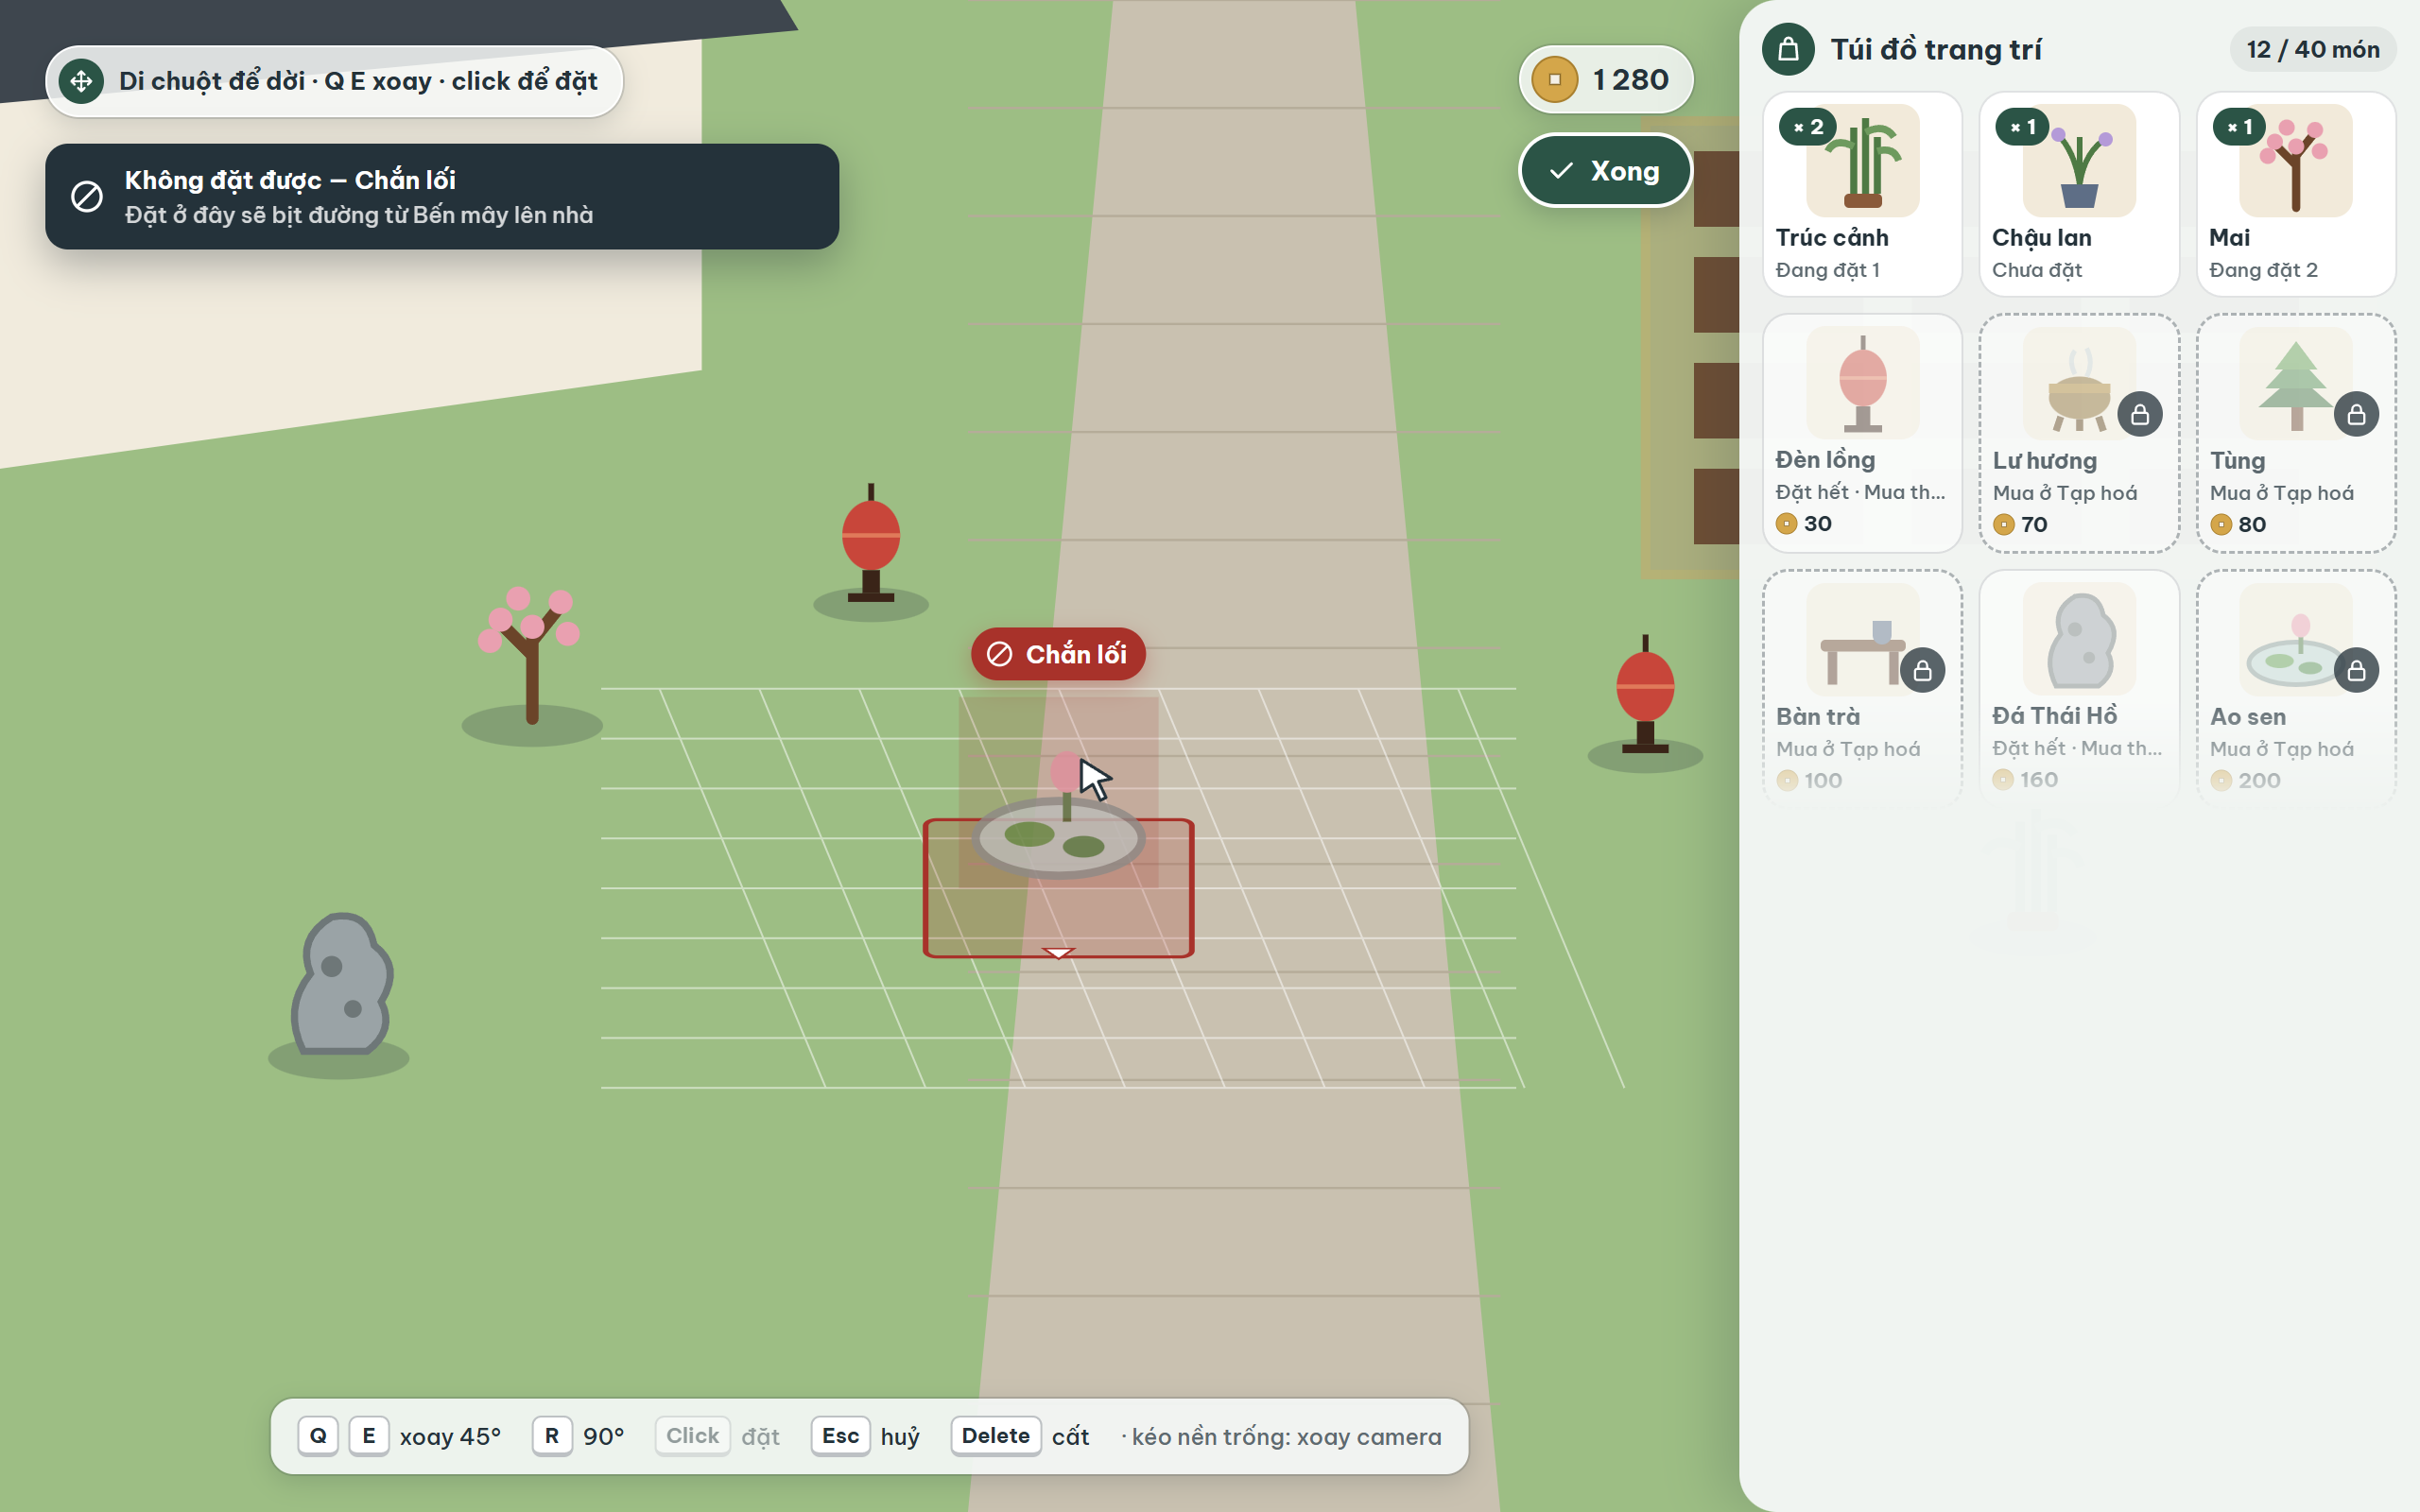 Di chuột để dời · Q E xoay · click để đặt
Không đặt được — Chắn lối
Đặt ở đây sẽ bịt đường từ Bến mây lên nhà
1 280
Xong
Túi đồ trang trí
12 / 40 món
× 2
Trúc cảnh
Đang đặt 1
× 1
Chậu lan
Chưa đặt
× 1
Mai
Đang đặt 2
Đèn lồng
Đặt hết · Mua th...
30
Lư hương
Mua ở Tạp hoá
70
Tùng
Mua ở Tạp hoá
80
Bàn trà
Mua ở Tạp hoá
100
Đá Thái Hồ
Đặt hết · Mua th...
160
Ao sen
Mua ở Tạp hoá
200
Chắn lối
Q E xoay 45° R 90° Click đặt Esc huỷ Delete cất · kéo nền trống: xoay camera